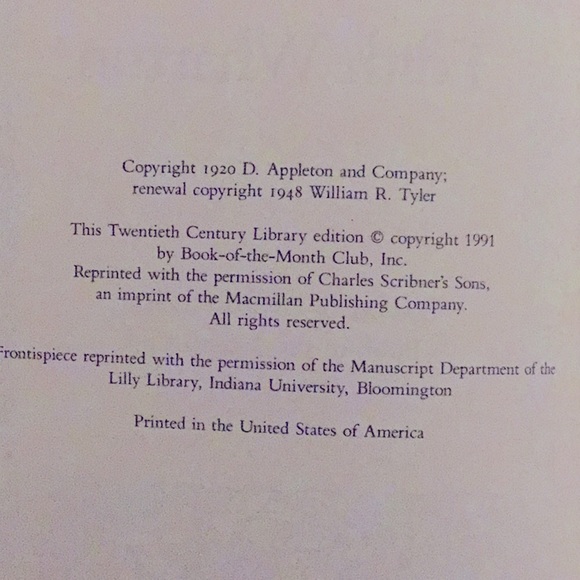 Copyright 1920 D. Appleton and Company;
renewal copyright 1948 William R. Tyler
This Twentieth Century Library edition © copyright 1991
by Book-of-the-Month Club, Inc.
Reprinted with the permission of Charles Scribner's Sons,
an imprint of the Macmillan Publishing Company.
All rights reserved.
Frontispiece reprinted with the permission of the Manuscript Department of the
Lilly Library, Indiana University, Bloomington
Printed in the United States of America